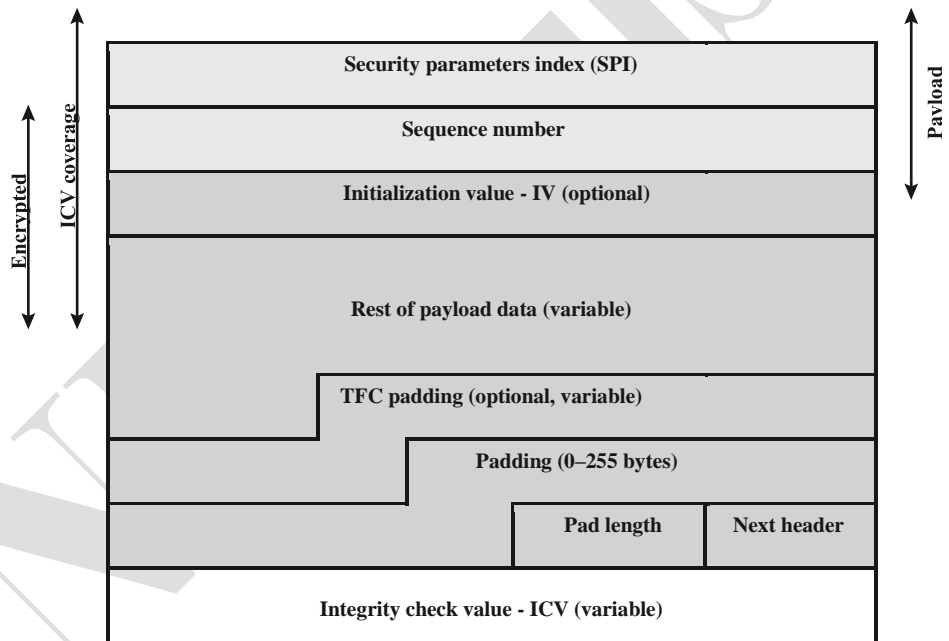 Security parameters index (SPI)
Sequence number
Initialization value - IV (optional)
Rest of payload data (variable)
TFC padding (optional, variable)
Padding (0–255 bytes)
Pad length
Next header
Integrity check value - ICV (variable)
Encrypted
ICV coverage
Payload